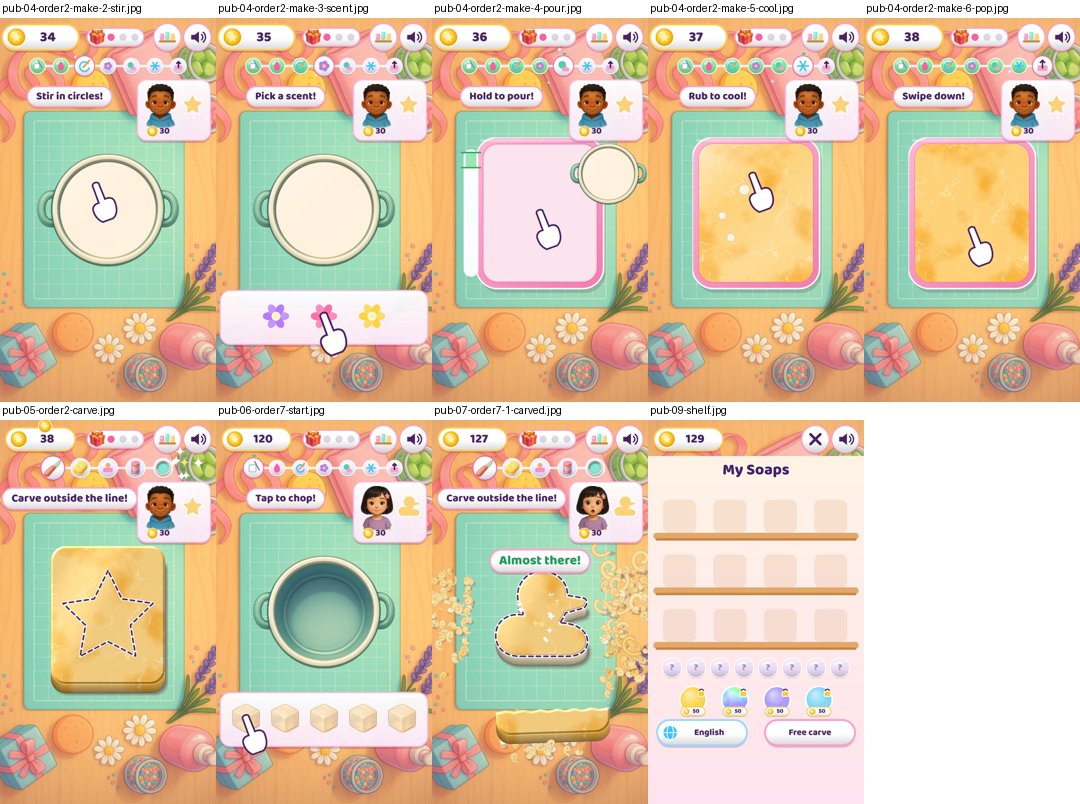 pub-04-order2-make-2-stir.jpg
pub-04-order2-make-3-scent.jpg
pub-04-order2-make-4-pour.jpg
pub-04-order2-make-5-cool.jpg
pub-04-order2-make-6-pop.jpg
34
35
36
37
38
Stir in circles!
Pick a scent!
Hold to pour!
Rub to cool!
Swipe down!
30
30
30
30
30
pub-05-order2-carve.jpg
pub-06-order7-start.jpg
pub-07-order7-1-carved.jpg
pub-09-shelf.jpg
38
120
127
129
Carve outside the line!
Tap to chop!
Carve outside the line!
My Soaps
30
30
30
Almost there!
? ? ? ? ? ? ? ?
50 50 50 50
English
Free carve